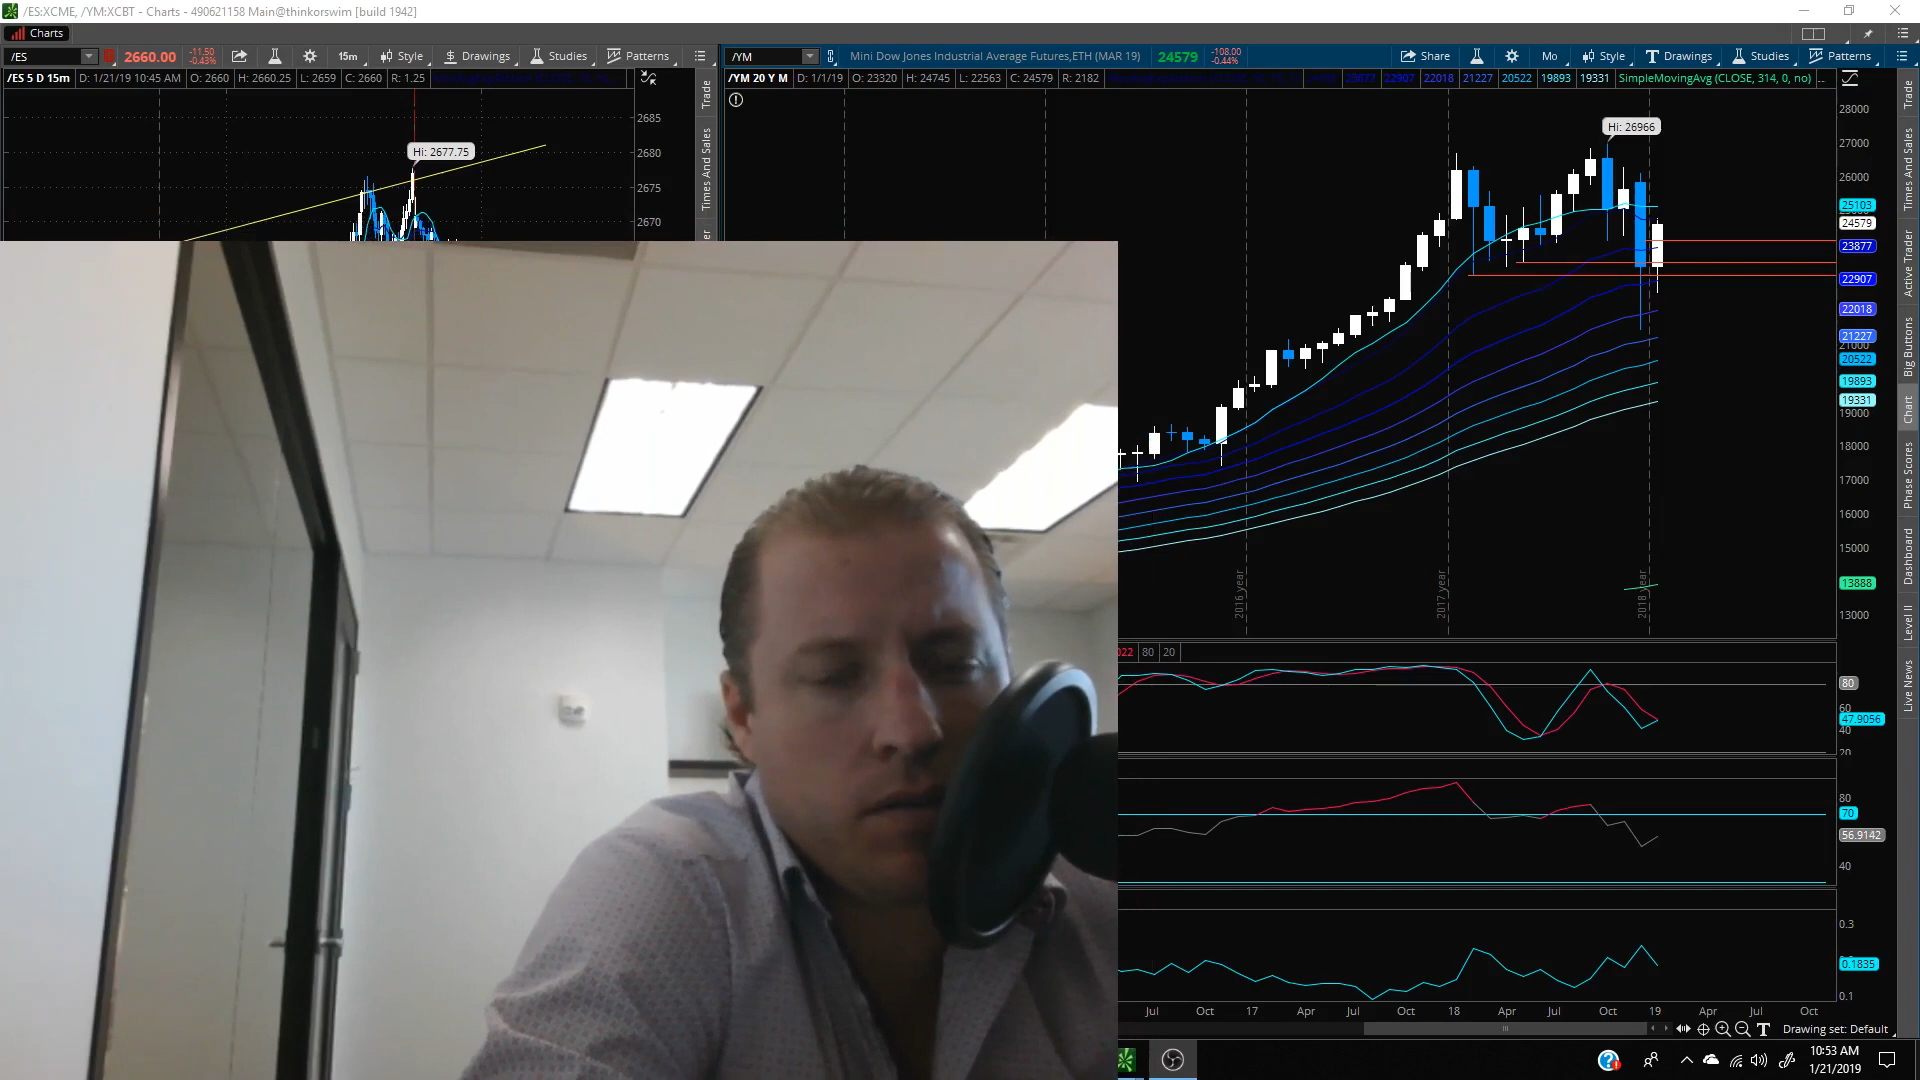 /ES:XCME, /YM:XCBT - Charts - 490621158 Main@thinkorswim [build 1942]
Charts
/ES 2660.00 -11.50 -0.43% 15m Style Drawings Studies Patterns
/YM Mini Dow Jones Industrial Average Futures,ETH (MAR 19) 24579 -108.00 -0.44% Share Mo Style Drawings Studies Patterns
/ES 5 D 15m D: 1/21/19 10:45 AM O: 2660 H: 2660.25 L: 2659 C: 2660 R: 1.25
/YM 20 Y M D: 1/1/19 O: 23320 H: 24745 L: 22563 C: 24579 R: 2182 23877 22907 22018 21227 20522 19893 19331 SimpleMovingAvg (CLOSE, 314, 0, no) ...
Hi: 2677.75
2685
2680
2675
2670
Trade
Times And Sales
Hi: 26966
28000
27000
26000
25103
24579
23877
22907
22018
21227
21000
20522
19893
19331
19000
18000
17000
16000
15000
13888
13000
2016 year
2017 year
2018 year
022 80 20
80
60
47.9056
40
20
80
70
56.9142
40
0.3
0.1835
0.1
Jul Oct 17 Apr Jul Oct 18 Apr Jul Oct 19 Apr Jul Oct
Drawing set: Default
Trade
Times And Sales
Active Trader
Big Buttons
Chart
Phase Scores
Dashboard
Level II
Live News
10:53 AM
1/21/2019